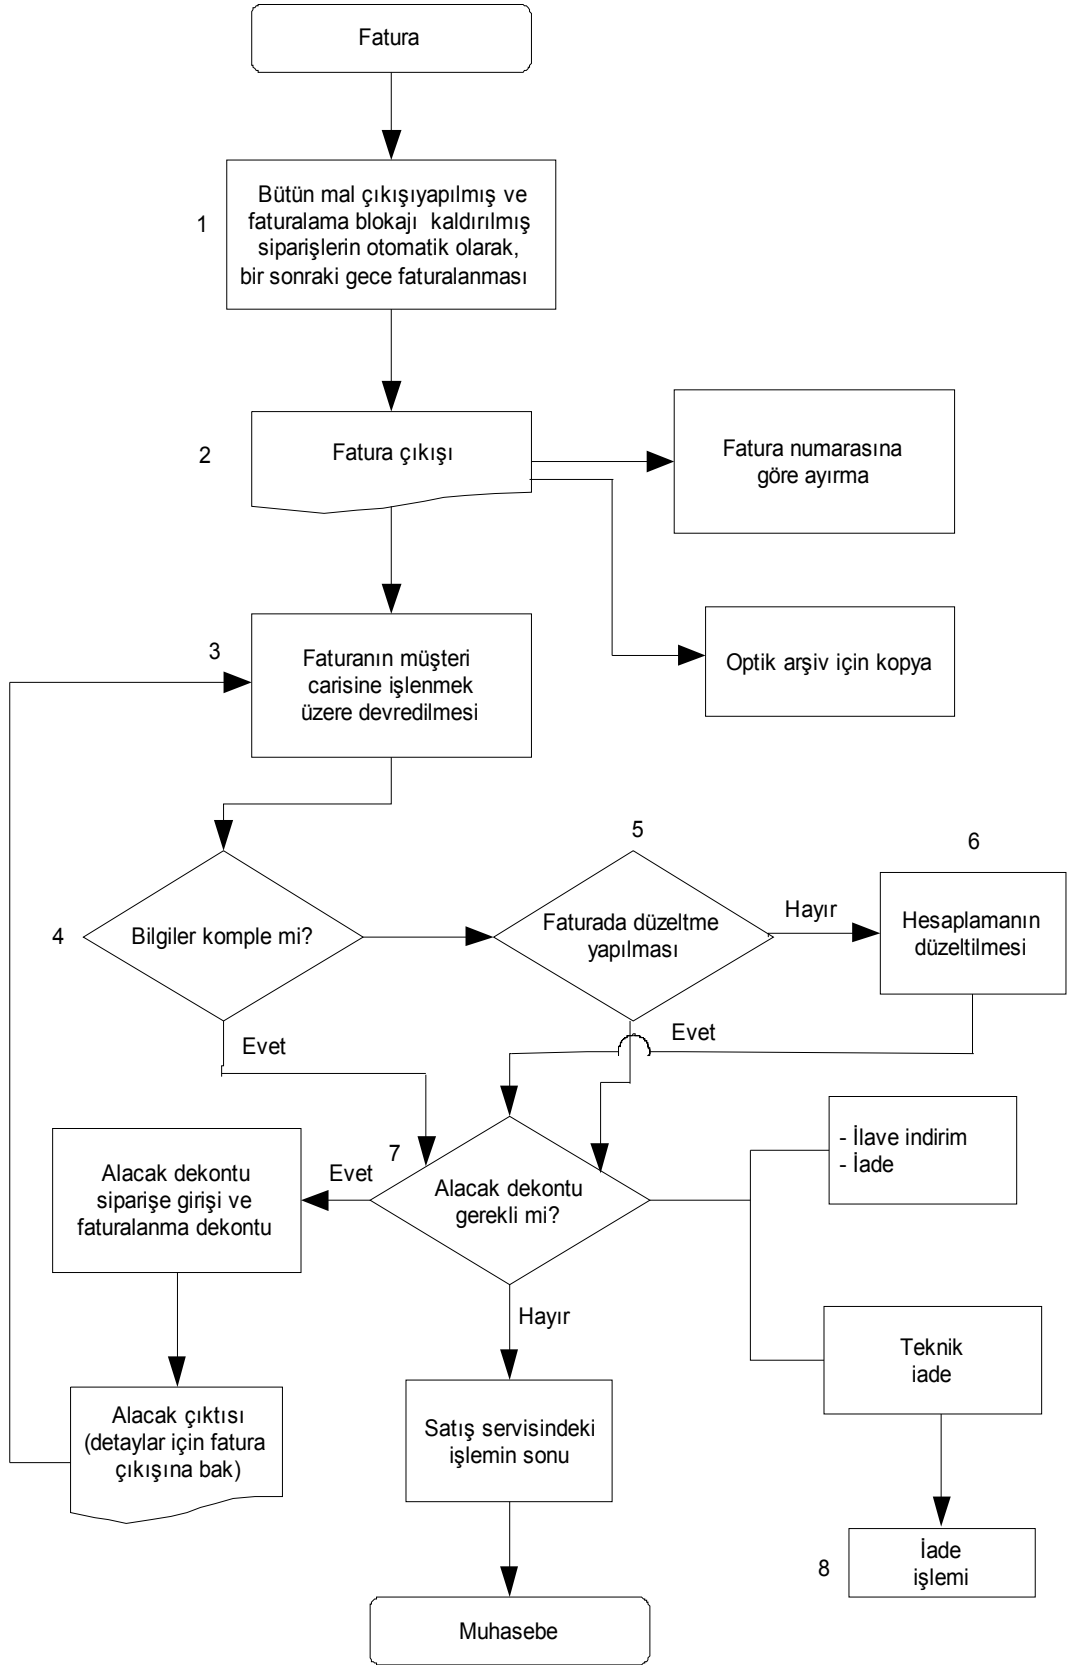 Fatura
1
Bütün mal çıkışıyapılmış ve
faturalama blokajı kaldırılmış
siparişlerin otomatik olarak,
bir sonraki gece faturalanması
2
Fatura çıkışı
Fatura numarasına
göre ayırma
Optik arşiv için kopya
3
Faturanın müşteri
carisine işlenmek
üzere devredilmesi
4
Bilgiler komple mi?
5
Faturada düzeltme
yapılması
Hayır
6
Hesaplamanın
düzeltilmesi
Evet
Evet
7
Alacak dekontu
gerekli mi?
- İlave indirim
- İade
Evet
Alacak dekontu
siparişe girişi ve
faturalanma dekontu
Hayır
Teknik
iade
Alacak çıktısı
(detaylar için fatura
çıkışına bak)
Satış servisindeki
işlemin sonu
8
İade
işlemi
Muhasebe